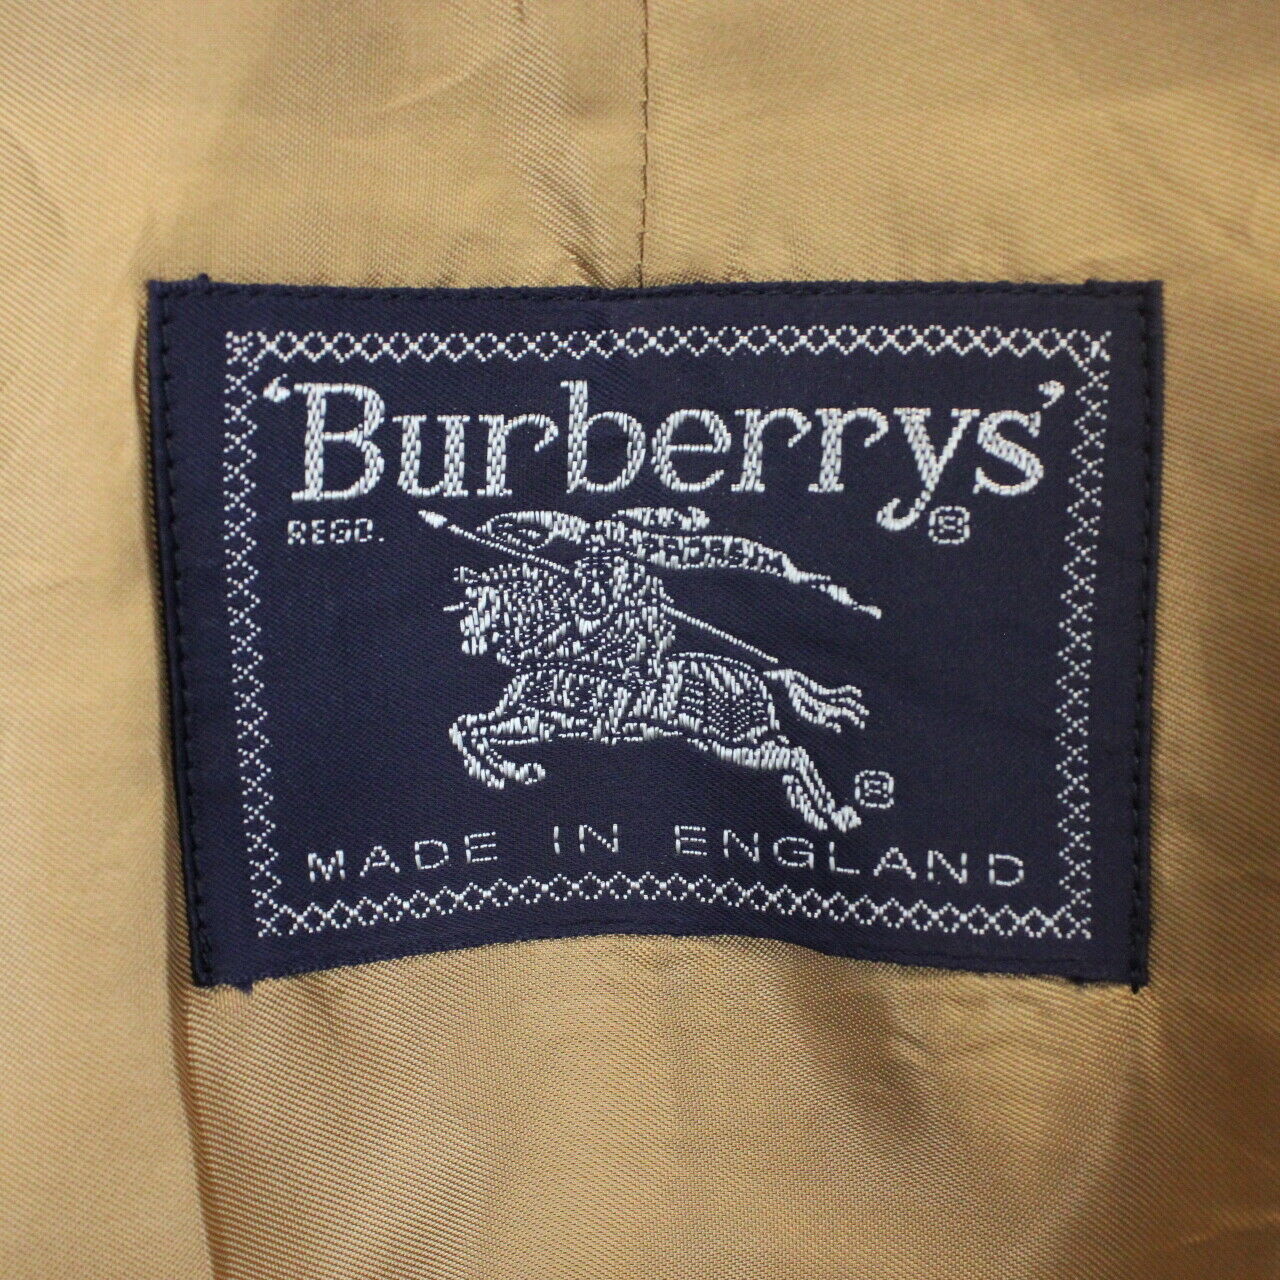 'Burberrys' ®
REGD.
®
MADE IN ENGLAND